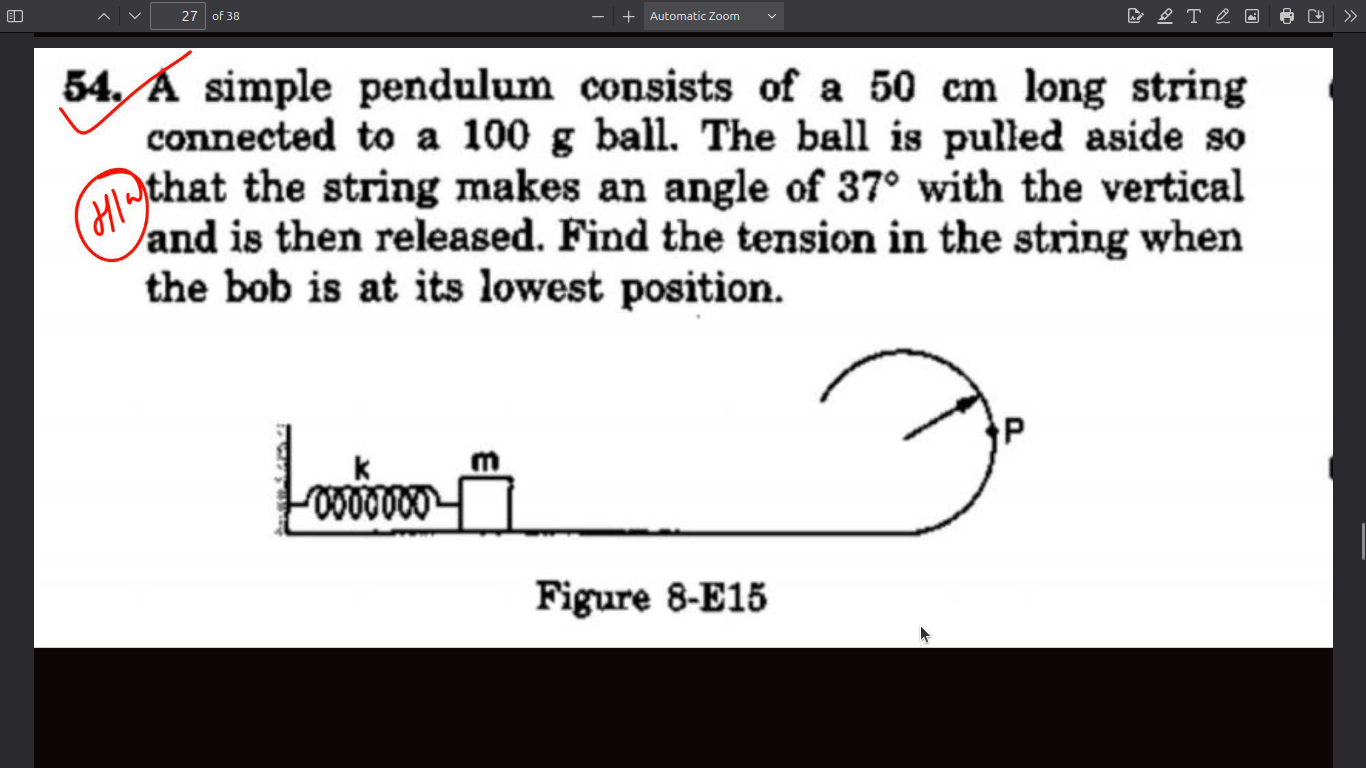 27 of 38
Automatic Zoom
54. A simple pendulum consists of a 50 cm long string
connected to a 100 g ball. The ball is pulled aside so
that the string makes an angle of 37° with the vertical
and is then released. Find the tension in the string when
the bob is at its lowest position.
H/W
P
k
m
Figure 8-E15